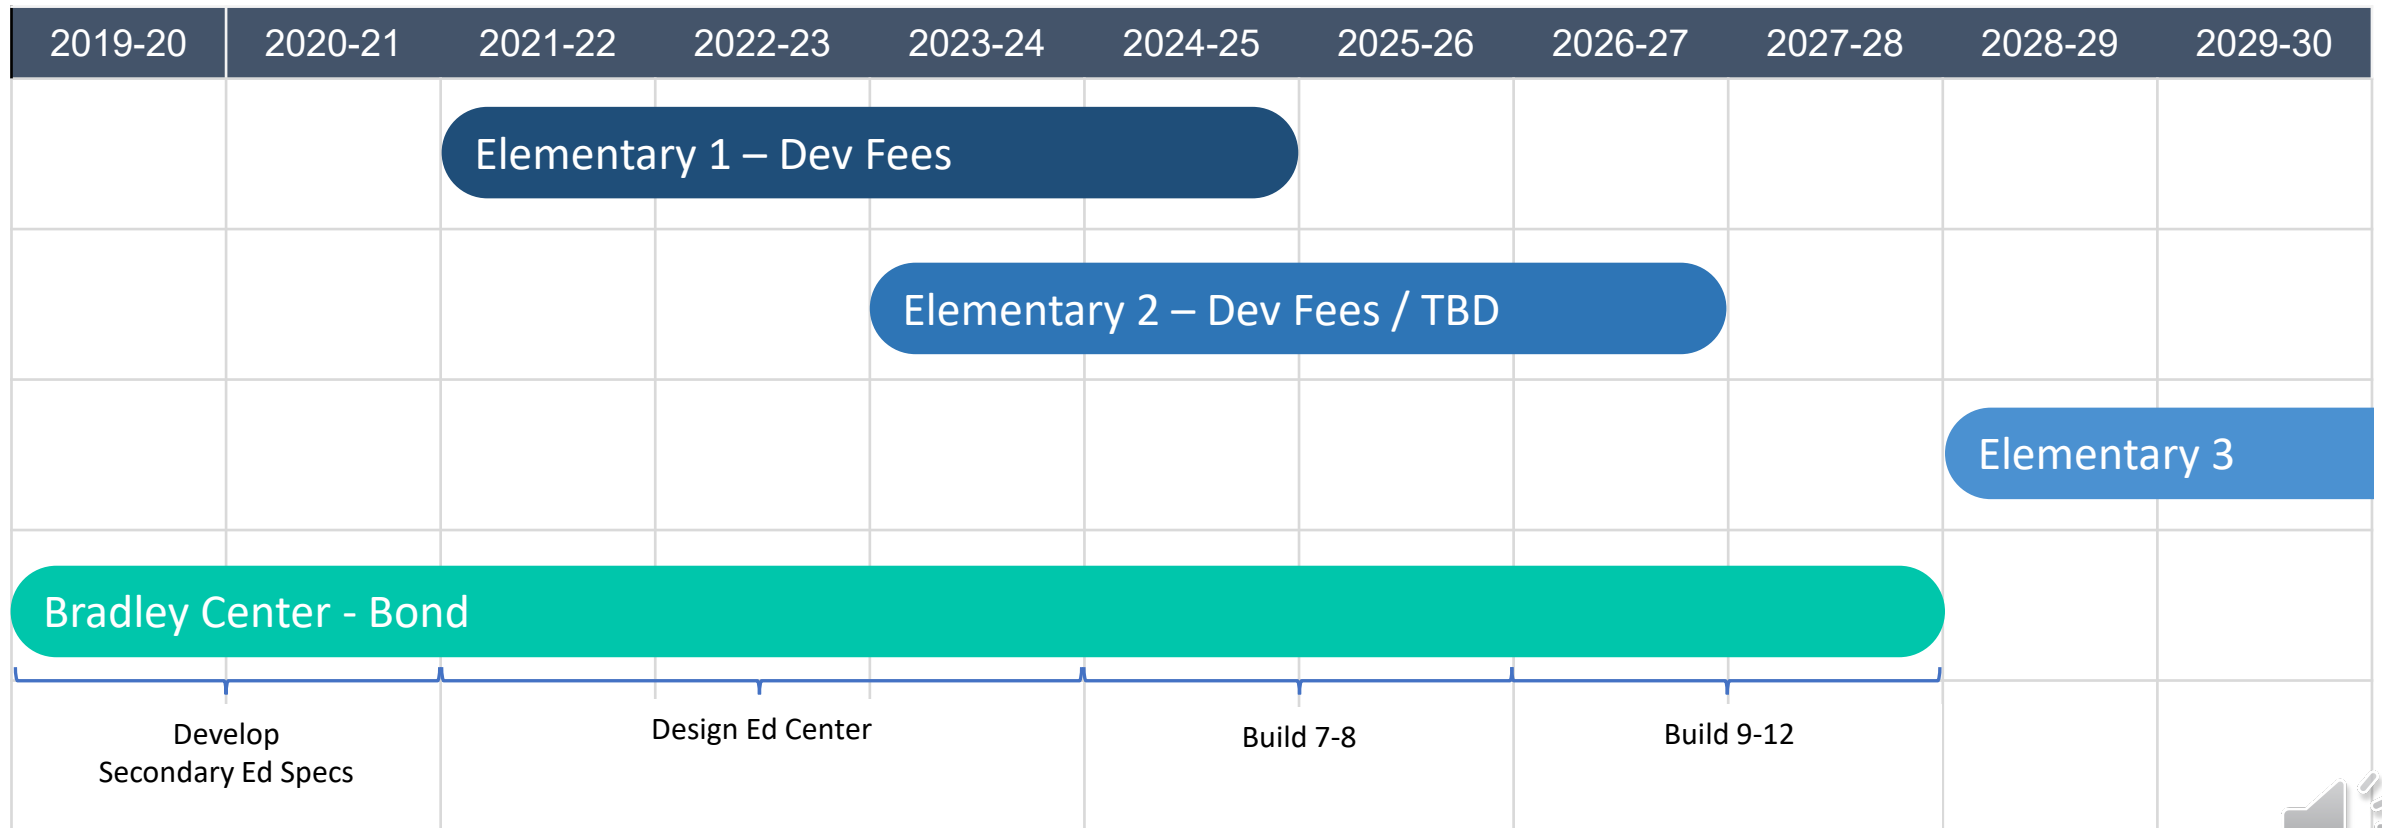 2019-20 2020-21 2021-22 2022-23 2023-24 2024-25 2025-26 2026-27 2027-28 2028-29 2029-30
Elementary 1 – Dev Fees
Elementary 2 – Dev Fees / TBD
Elementary 3
Bradley Center - Bond
Develop
Secondary Ed Specs
Design Ed Center
Build 7-8
Build 9-12